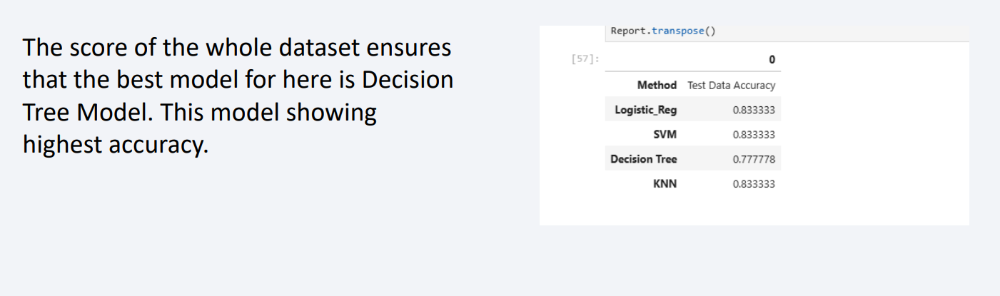 The score of the whole dataset ensures
that the best model for here is Decision
Tree Model. This model showing
highest accuracy.
Report.transpose()
[57]:
0
Method Test Data Accuracy
Logistic_Reg 0.833333
SVM 0.833333
Decision Tree 0.777778
KNN 0.833333